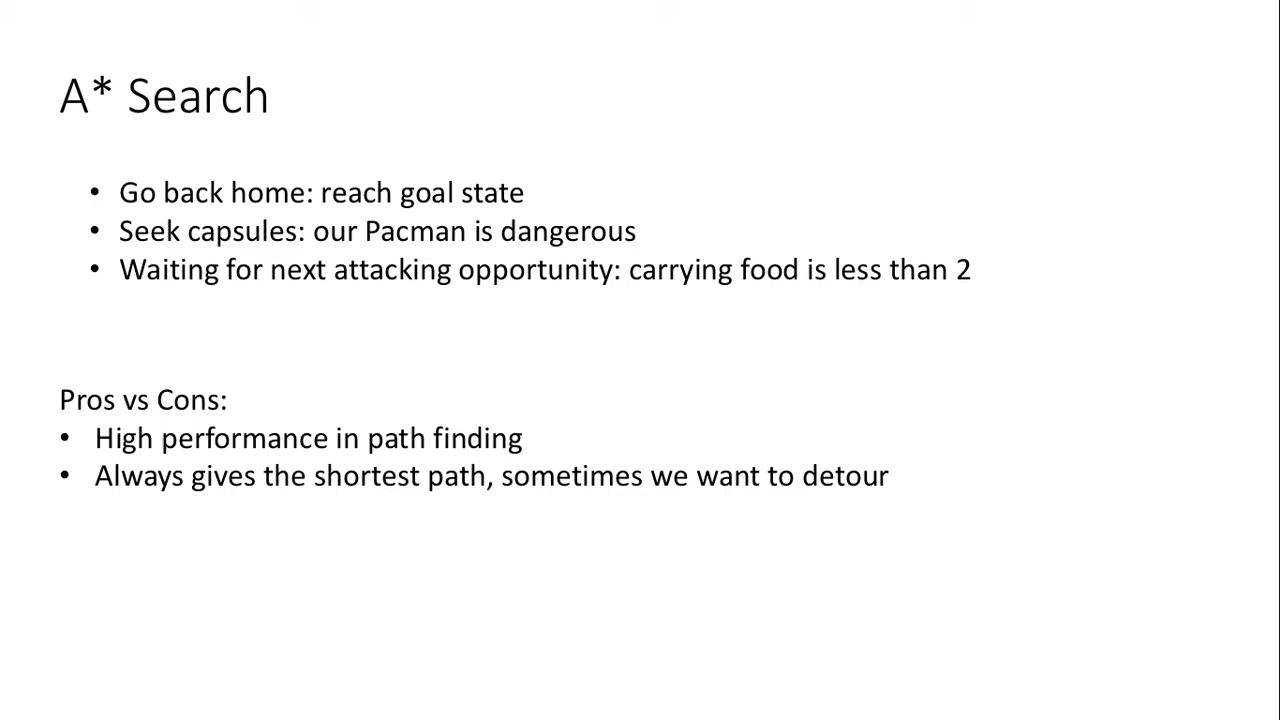 A* Search
• Go back home: reach goal state
• Seek capsules: our Pacman is dangerous
• Waiting for next attacking opportunity: carrying food is less than 2
Pros vs Cons:
• High performance in path finding
• Always gives the shortest path, sometimes we want to detour